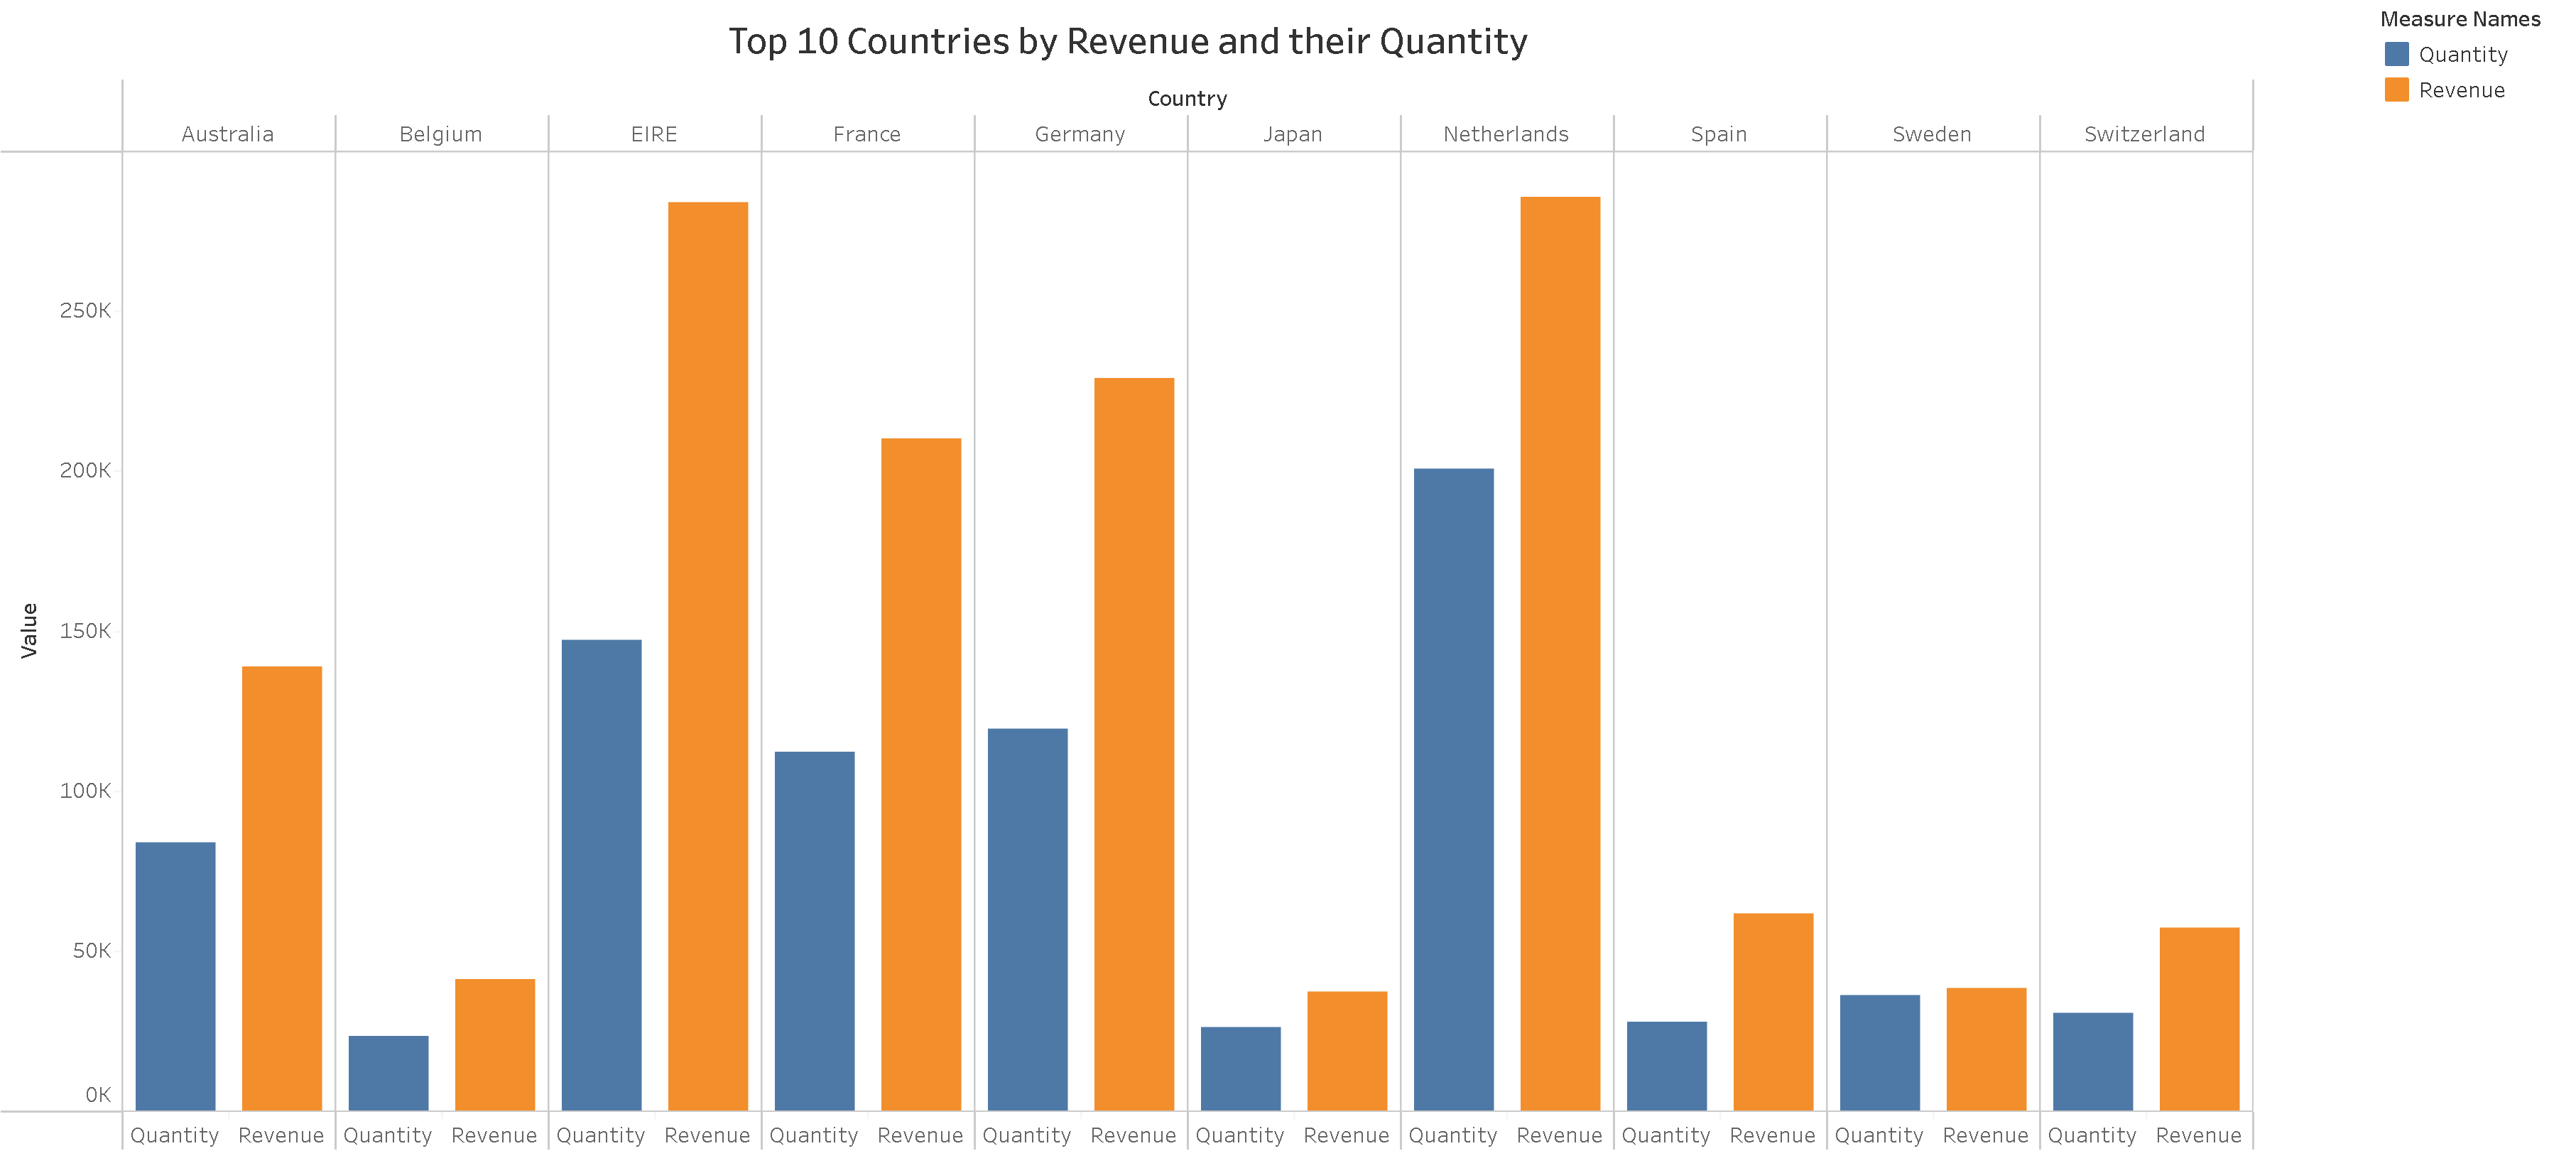 Top 10 Countries by Revenue and their Quantity
Measure Names
Quantity
Revenue
Country
Australia Belgium EIRE France Germany Japan Netherlands Spain Sweden Switzerland
250K
200K
150K
100K
50K
0K
Value
Quantity Revenue Quantity Revenue Quantity Revenue Quantity Revenue Quantity Revenue Quantity Revenue Quantity Revenue Quantity Revenue Quantity Revenue Quantity Revenue